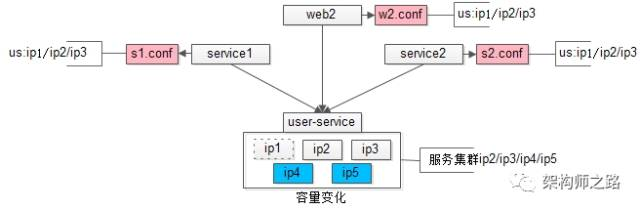 web2 w2.conf us:ip1/ip2/ip3
us:ip1/ip2/ip3 s1.conf service1 service2 s2.conf us:ip1/ip2/ip3
user-service
ip1 ip2 ip3
ip4 ip5
服务集群ip2/ip3/ip4/ip5
容量变化
架构师之路